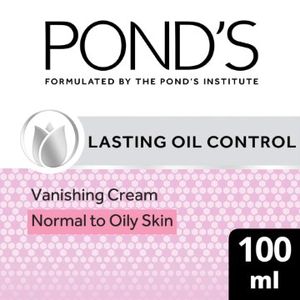 POND'S
FORMULATED BY THE POND'S INSTITUTE
LASTING OIL CONTROL
Vanishing Cream
Normal to Oily Skin
100
ml